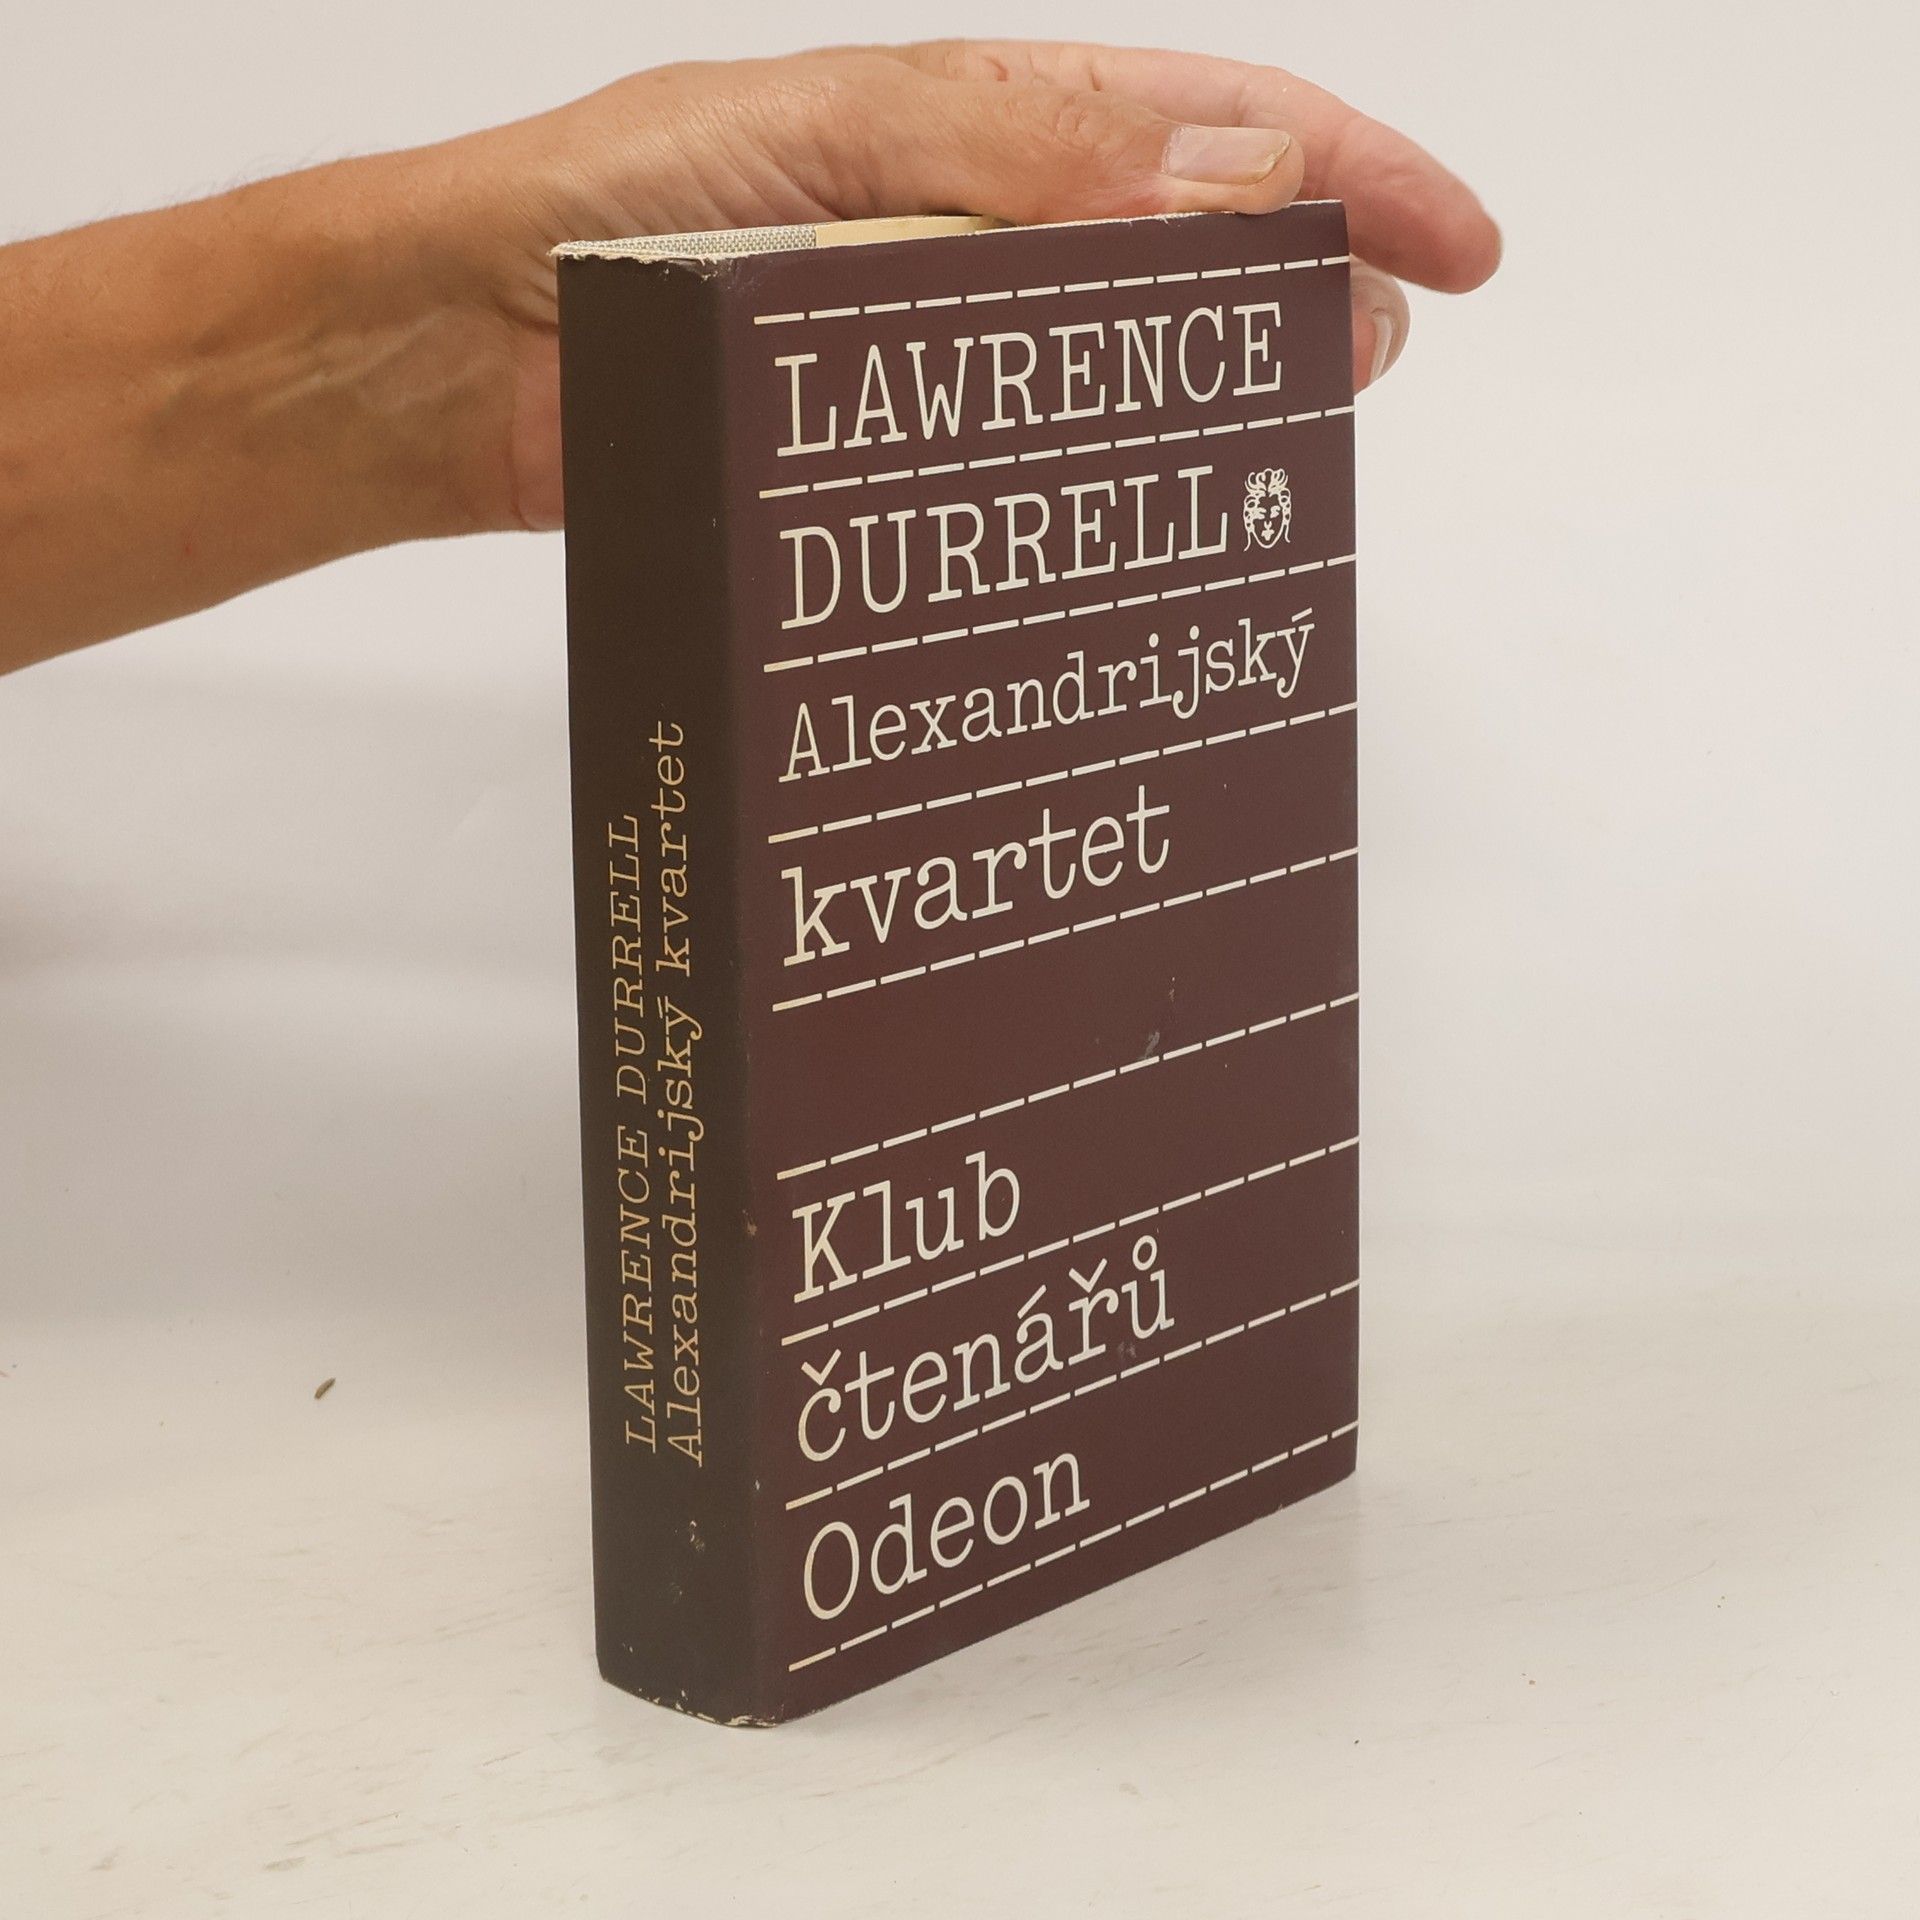 LAWRENCE DURRELL
Alexandrijský kvartet
LAWRENCE
DURRELL
Alexandrijský
kvartet
Klub
čtenářů
Odeon